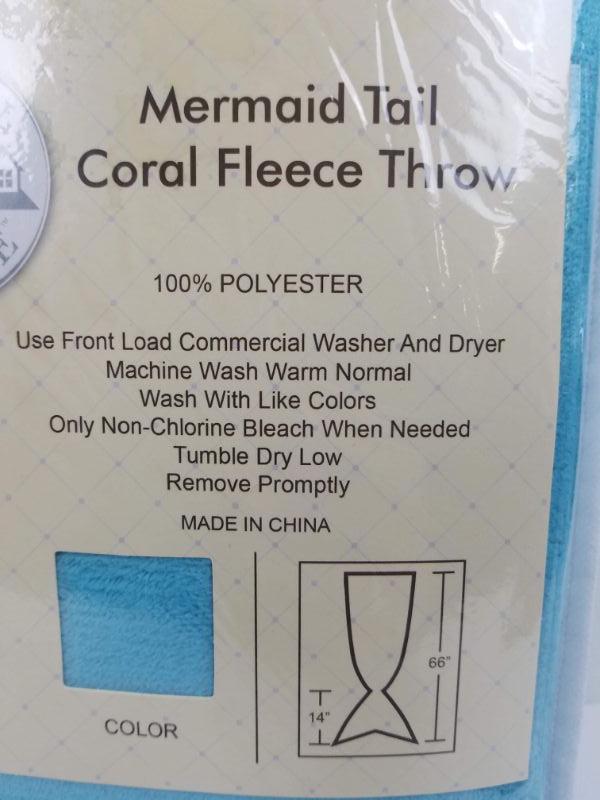 Mermaid Tail
Coral Fleece Throw
100% POLYESTER
Use Front Load Commercial Washer And Dryer
Machine Wash Warm Normal
Wash With Like Colors
Only Non-Chlorine Bleach When Needed
Tumble Dry Low
Remove Promptly
MADE IN CHINA
66"
14"
COLOR